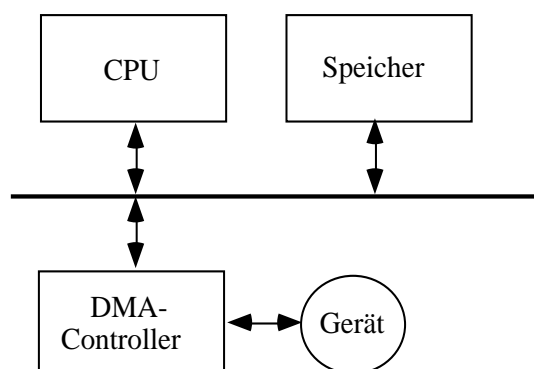 CPU
Speicher
DMA-
Controller
Gerät